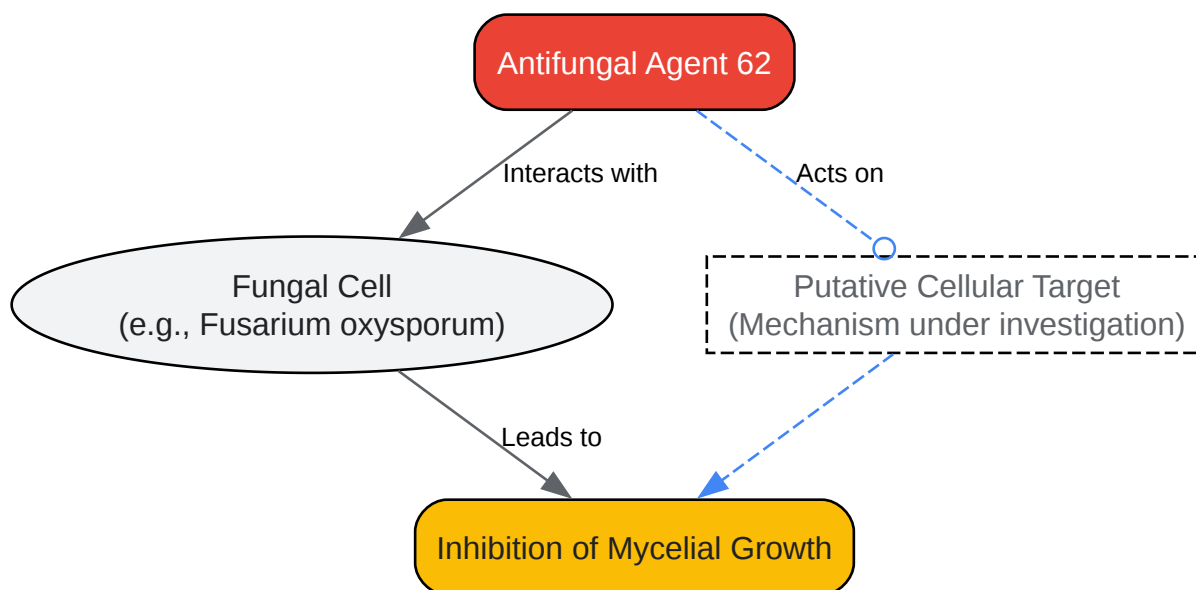 Antifungal Agent 62
Interacts with
Acts on
Fungal Cell
(e.g., Fusarium oxysporum)
Putative Cellular Target
(Mechanism under investigation)
Leads to
Inhibition of Mycelial Growth